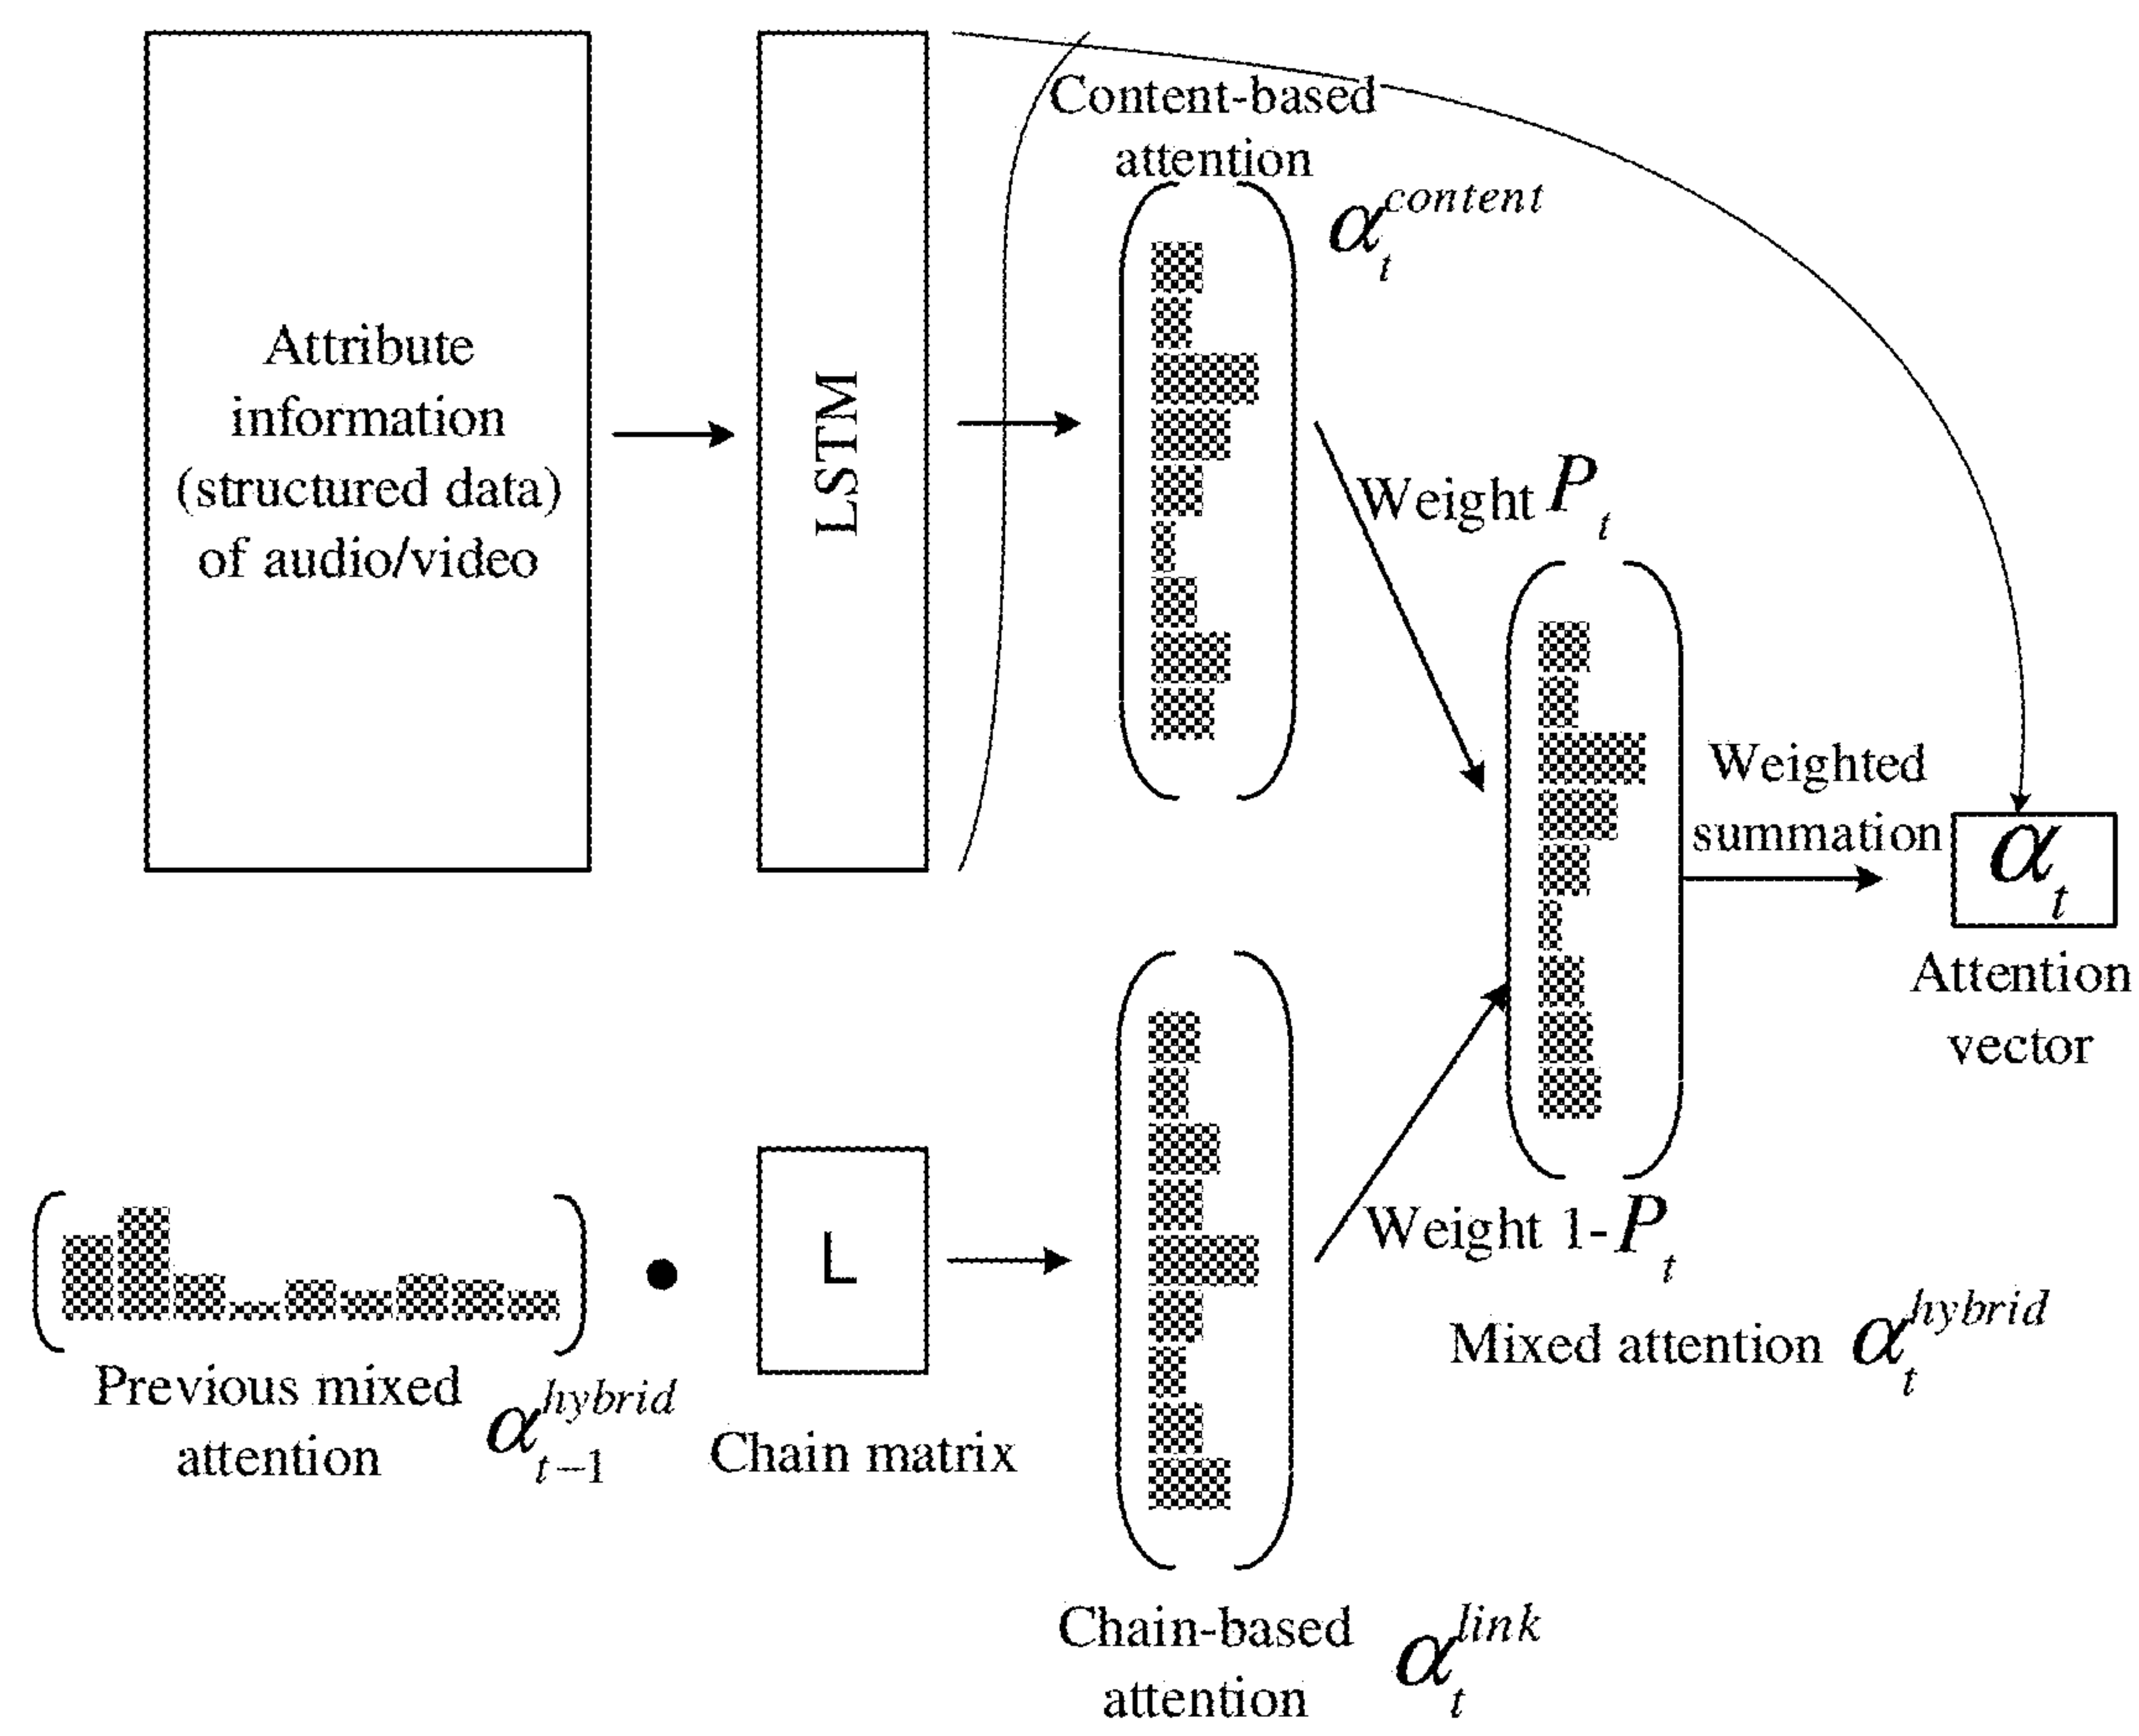 Attribute
information
(structured data)
of audio/video
LSTM
Content-based
attention
α_t^{content}
Weight P_t
Weighted
summation
α_t
Attention
vector
Weight 1-P_t
Mixed attention α_t^{hybrid}
Previous mixed
attention
α_{t-1}^{hybrid}
L
Chain matrix
Chain-based
attention
α_t^{link}